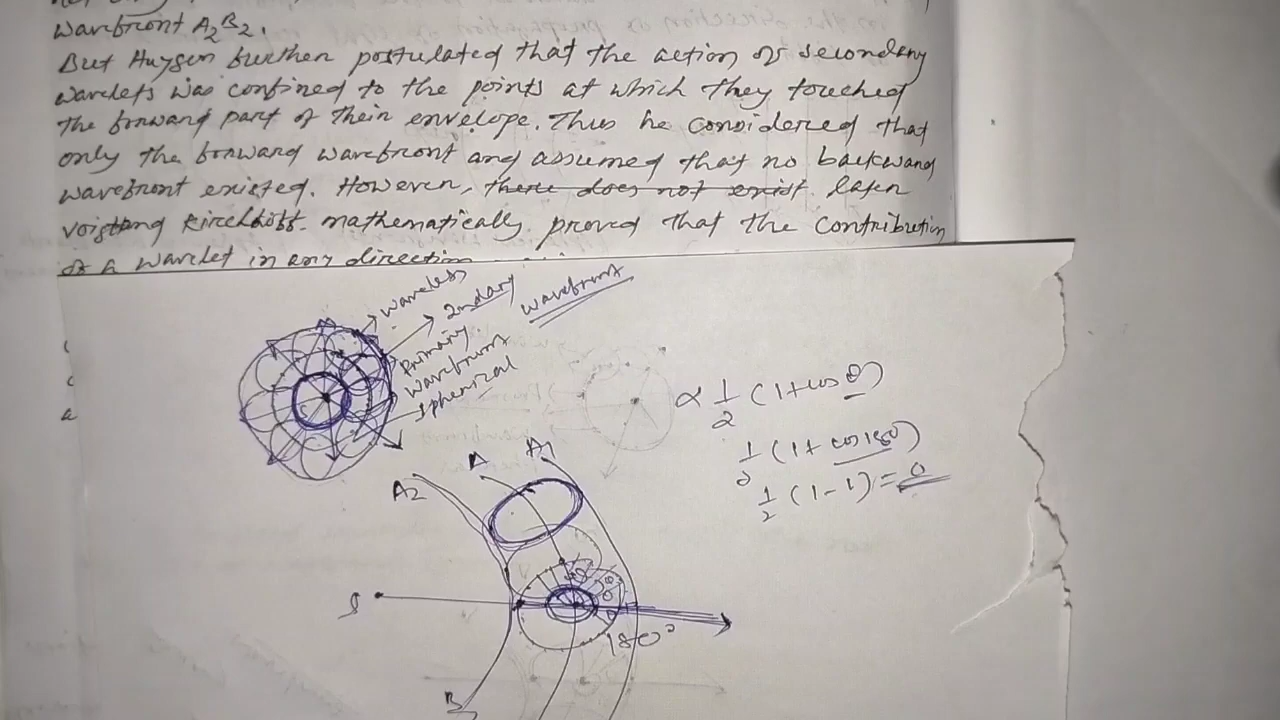 Wavefront A2B2.
But Huygen further postulated that the action of secondary
wavelets was confined to the points at which they touched
the forward part of their envelope. Thus he considered that
only the forward wavefront and assumed that no backward
wavefront existed. However, there does not exist later
voigt and Kirchhoff mathematically proved that the contribution
of a wavelet in any direction
wavelets
2ndary wavefront
Primary
wavefront
spherical
α 1/2 (1+cos θ)
1/2 (1+ cos 180)
1/2 (1-1) = 0
A2 A A1
S
180°
B